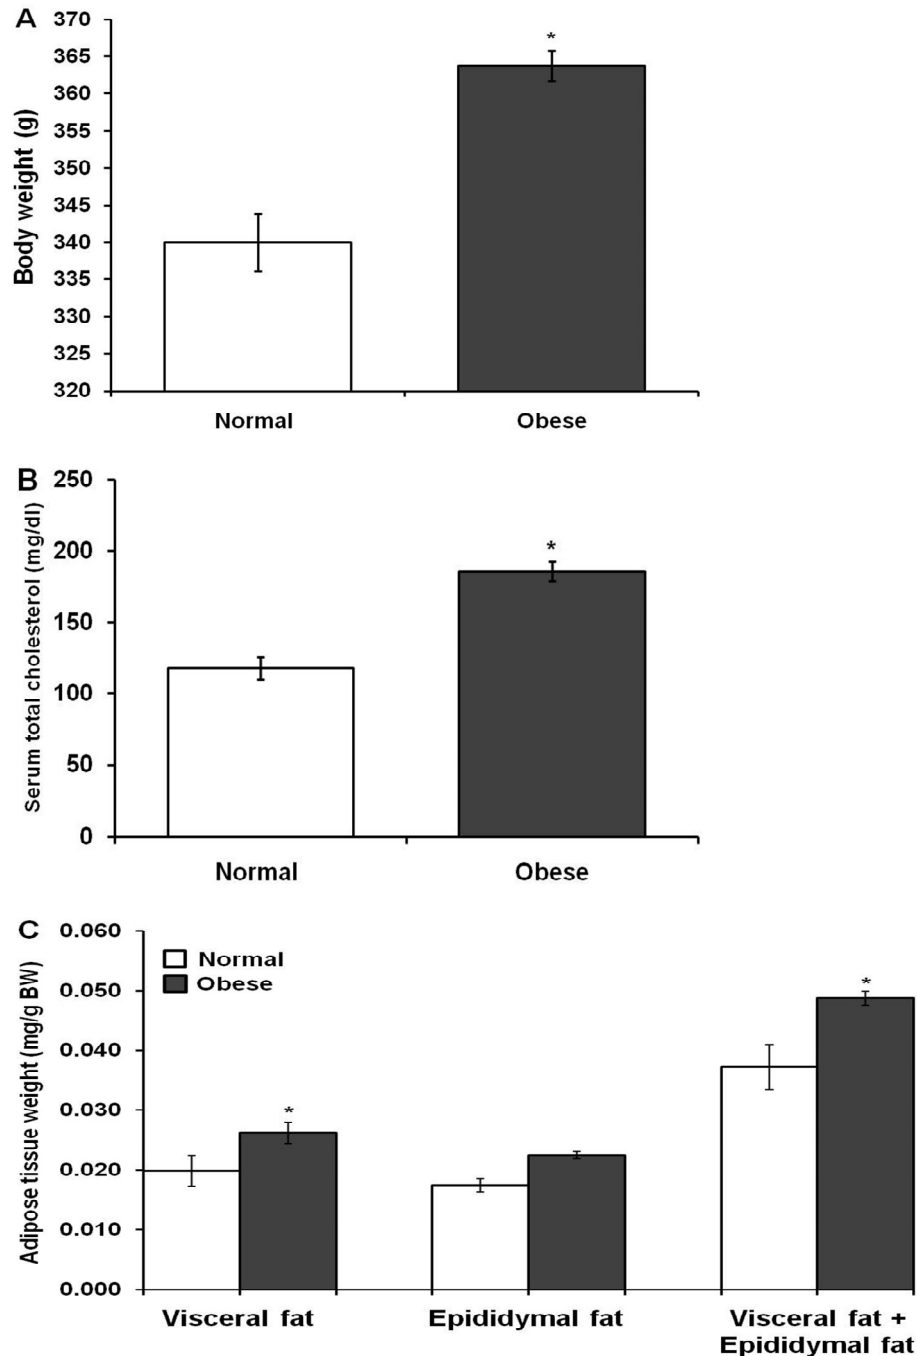 A
370
365
360
355
350
345
340
335
330
325
320
Body weight (g)
*
Normal
Obese
B
250
200
150
100
50
0
Serum total cholesterol (mg/dl)
*
Normal
Obese
C
0.060
0.050
0.040
0.030
0.020
0.010
0.000
Adipose tissue weight (mg/g BW)
Normal
Obese
*
*
Visceral fat
Epididymal fat
Visceral fat +
Epididymal fat